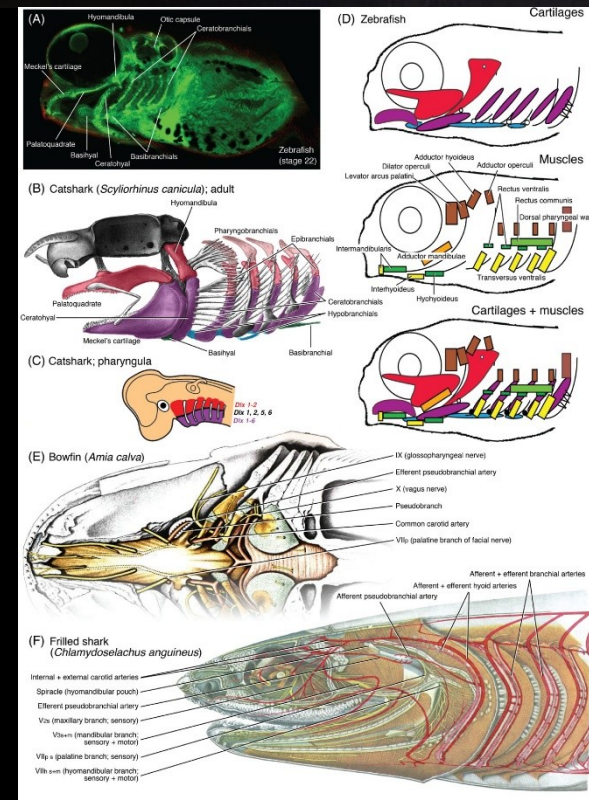 (A)
Hyomandibula
Otic capsule
Ceratobranchials
Meckel's cartilage
Palatoquadrate
Basihyal
Ceratohyal
Basibranchials
Zebrafish
(stage 22)
(B) Catshark (Scyliorhinus canicula); adult
Hyomandibula
Pharyngobranchials
Epibranchials
Palatoquadrate
Ceratohyal
Meckel's cartilage
Basihyal
Ceratobranchials
Hypobranchials
Basibranchial
(C) Catshark; pharyngula
Dlx 1-2
Dlx 1, 2, 5, 6
Dlx 1-6
(D) Zebrafish
Cartilages
Muscles
Adductor hyoideus
Dilator operculi
Levator arcus palatini
Adductor operculi
Rectus ventralis
Rectus communis
Dorsal pharyngeal wa
Intermandibularis
Adductor mandibulae
Interhyoideus
Hyohyoideus
Transversus ventralis
Cartilages + muscles
(E) Bowfin (Amia calva)
IX (glossopharyngeal nerve)
Efferent pseudobranchial artery
X (vagus nerve)
Pseudobranch
Common carotid artery
VIIp (palatine branch of facial nerve)
(F) Frilled shark
(Chlamydoselachus anguineus)
Afferent + efferent branchial arteries
Afferent + efferent hyoid arteries
Afferent pseudobranchial artery
Internal + external carotid arteries
Spiracle (hyomandibular pouch)
Efferent pseudobranchial artery
V2s (maxillary branch; sensory)
V3s+m (mandibular branch;
sensory + motor)
VIIp s (palatine branch; sensory)
VIIh s+m (hyomandibular branch;
sensory + motor)